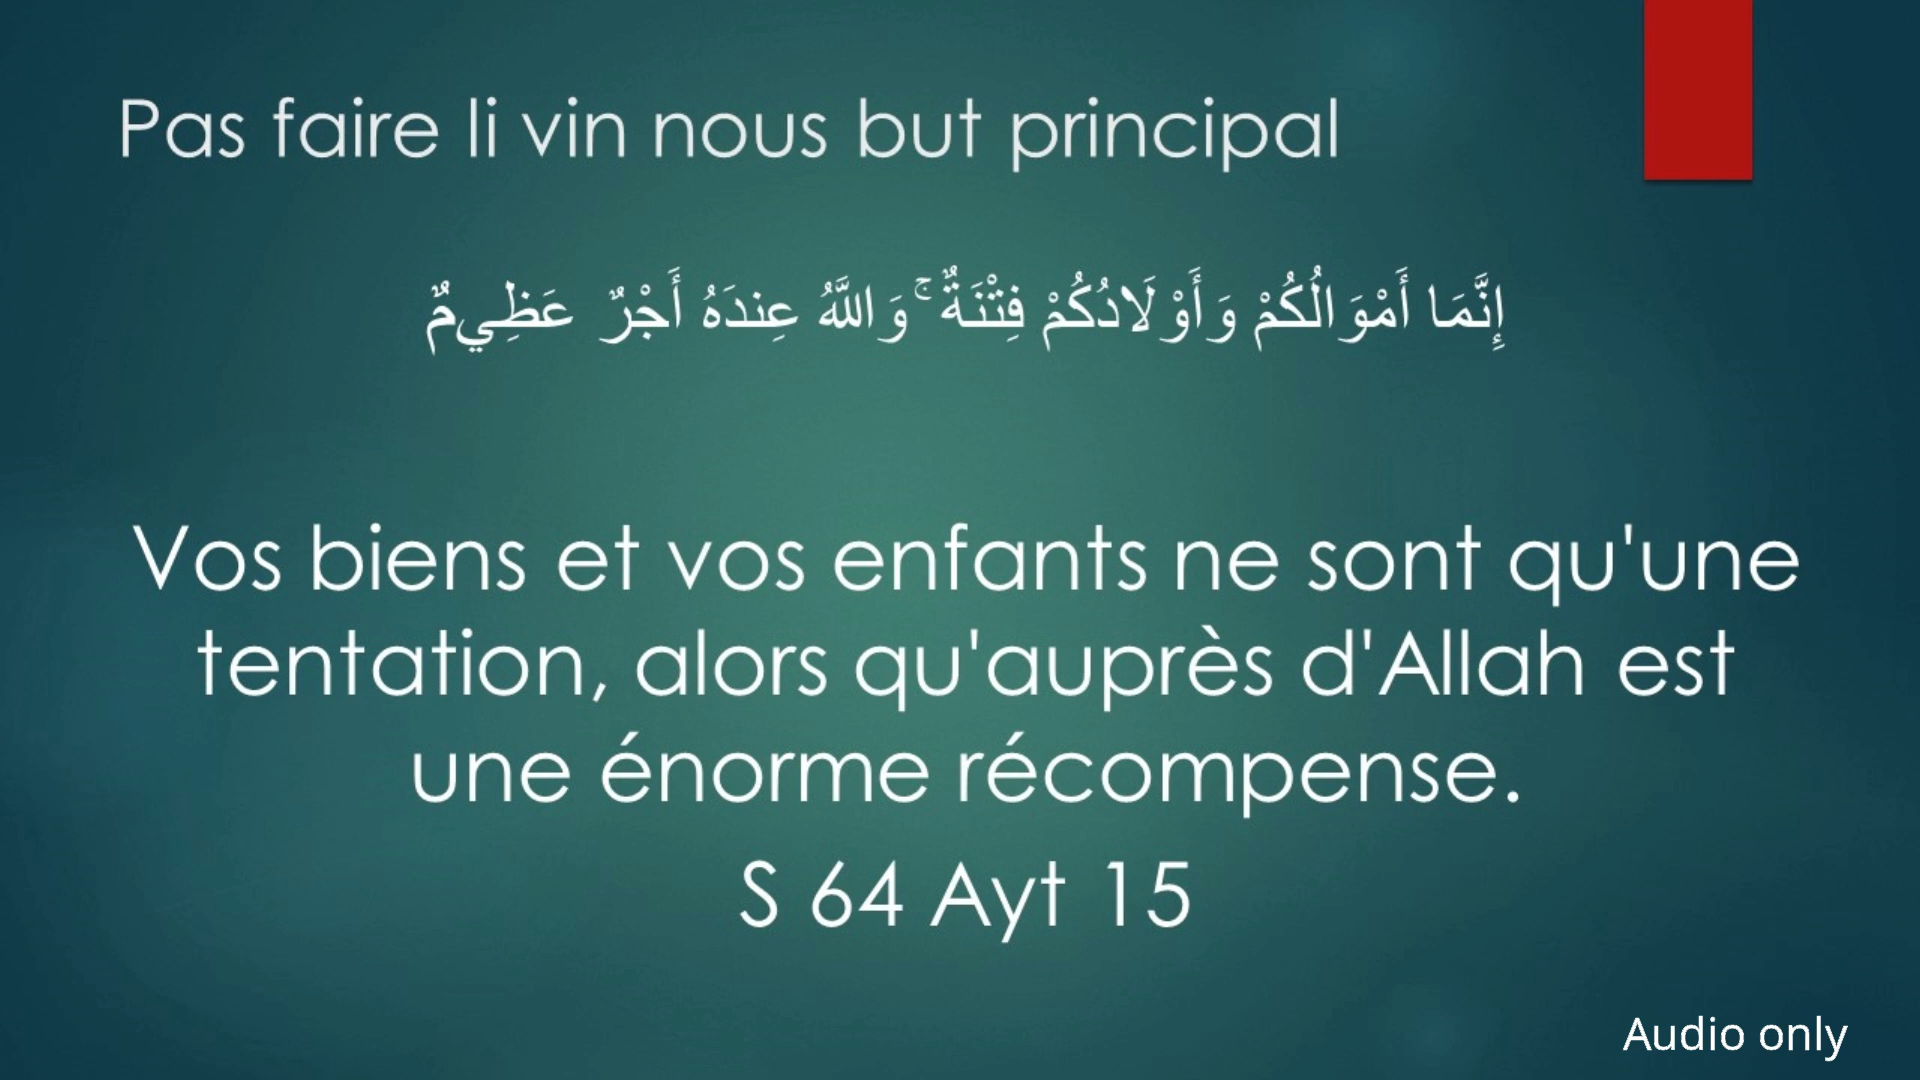 Pas faire li vin nous but principal
إِنَّمَا أَمْوَالُكُمْ وَأَوْلَادُكُمْ فِتْنَةٌ ۚ وَاللَّهُ عِندَهُ أَجْرٌ عَظِيمٌ
Vos biens et vos enfants ne sont qu'une
tentation, alors qu'auprès d'Allah est
une énorme récompense.
S 64 Ayt 15
Audio only